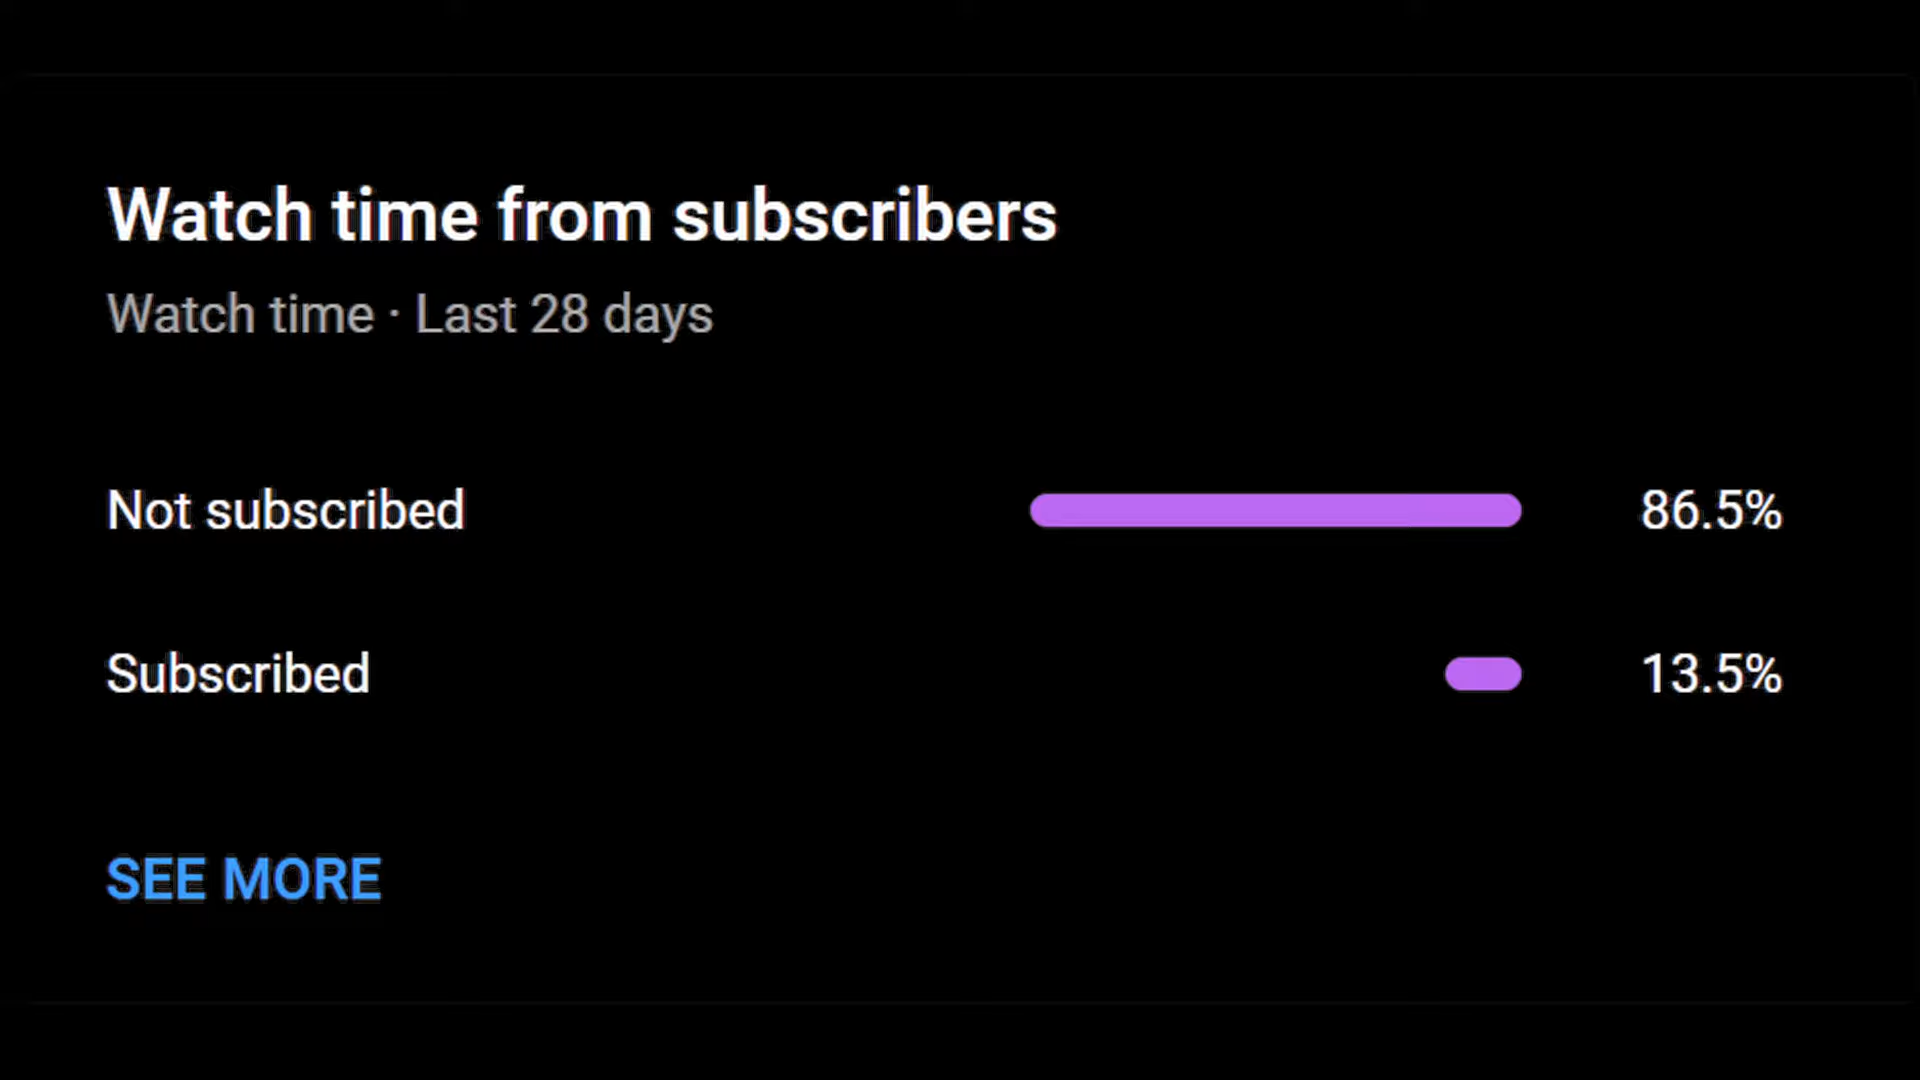 Watch time from subscribers
Watch time · Last 28 days
Not subscribed 86.5%
Subscribed 13.5%
SEE MORE